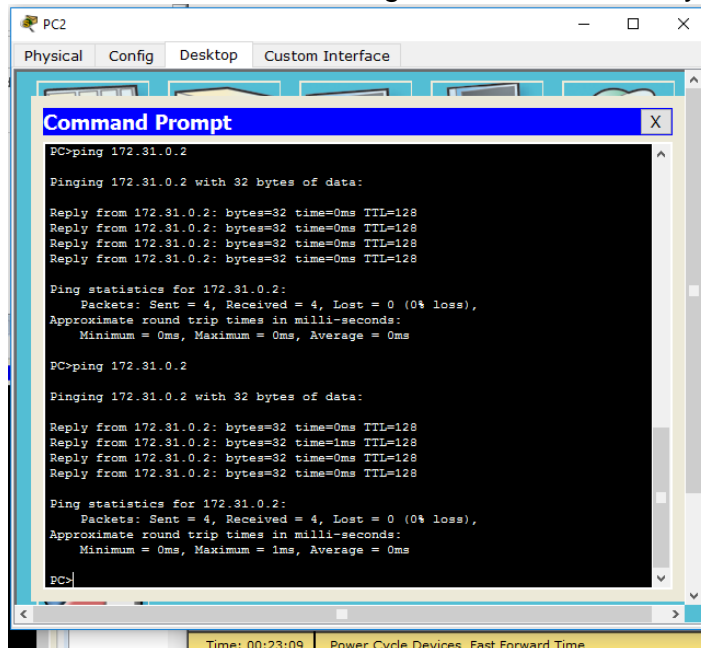 PC2
Physical Config Desktop Custom Interface
Command Prompt
X
PC>ping 172.31.0.2
Pinging 172.31.0.2 with 32 bytes of data:
Reply from 172.31.0.2: bytes=32 time=0ms TTL=128
Reply from 172.31.0.2: bytes=32 time=0ms TTL=128
Reply from 172.31.0.2: bytes=32 time=0ms TTL=128
Reply from 172.31.0.2: bytes=32 time=0ms TTL=128
Ping statistics for 172.31.0.2:
Packets: Sent = 4, Received = 4, Lost = 0 (0% loss),
Approximate round trip times in milli-seconds:
Minimum = 0ms, Maximum = 0ms, Average = 0ms
PC>ping 172.31.0.2
Pinging 172.31.0.2 with 32 bytes of data:
Reply from 172.31.0.2: bytes=32 time=0ms TTL=128
Reply from 172.31.0.2: bytes=32 time=1ms TTL=128
Reply from 172.31.0.2: bytes=32 time=0ms TTL=128
Reply from 172.31.0.2: bytes=32 time=0ms TTL=128
Ping statistics for 172.31.0.2:
Packets: Sent = 4, Received = 4, Lost = 0 (0% loss),
Approximate round trip times in milli-seconds:
Minimum = 0ms, Maximum = 1ms, Average = 0ms
PC>
Time: 00:23:09 Power Cycle Devices Fast Forward Time